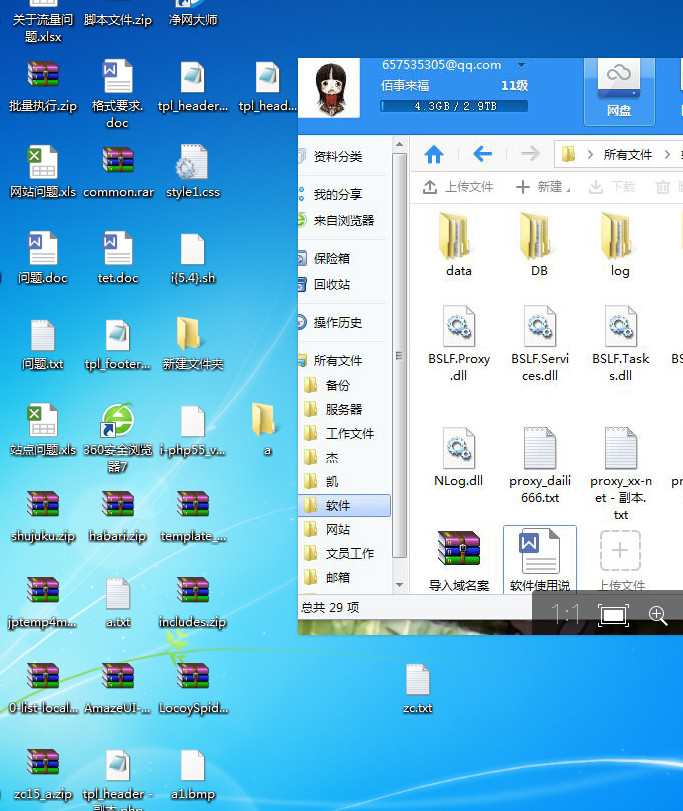 关于流量问
题.xlsx
脚本文件.zip
净网大师
批量执行.zip
格式要求.
doc
tpl_header...
tpl_head...
网站问题.xls
common.rar
style1.css
问题.doc
tet.doc
i{5.4}.sh
问题.txt
tpl_footer...
新建文件夹
站点问题.xls
360安全浏览
器7
i-php55_v...
a
shujuku.zip
habari.zip
template_...
jptemp4m...
a.txt
includes.zip
0-list-local...
AmazeUI-...
LocoySpid...
zc15_a.zip
tpl_header -
副本.php
a1.bmp
zc.txt
657535305@qq.com
佰事来福
11级
4.3GB / 2.9TB
网盘
资料分类
我的分享
来自浏览器
保险箱
回收站
操作历史
所有文件
备份
服务器
工作文件
杰
凯
软件
网站
文员工作
邮箱
总共 29 项
所有文件
上传文件
新建
下载
data
DB
log
BSLF.Proxy
.dll
BSLF.Servi
ces.dll
BSLF.Task
s.dll
BS
NLog.dll
proxy_daili
666.txt
proxy_xx-n
et - 副本.
txt
导入域名案
软件使用说
上传文件
1:1